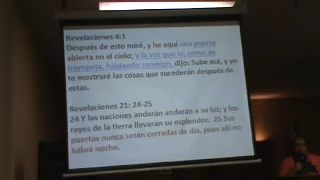 Revelaciones 4:1
Después de esto miré, y he aquí una puerta
abierta en el cielo; y la voz que oí, como de
trompeta, hablando conmigo, dijo: Sube acá, y yo
te mostraré las cosas que sucederán después de
estas.
Revelaciones 21: 24-25
24 Y las naciones andarán andarán a su luz; y los
reyes de la tierra llevaran su esplendor. 25 Sus
puertas nunca serán cerradas de día, pues allí no
habrá noche.